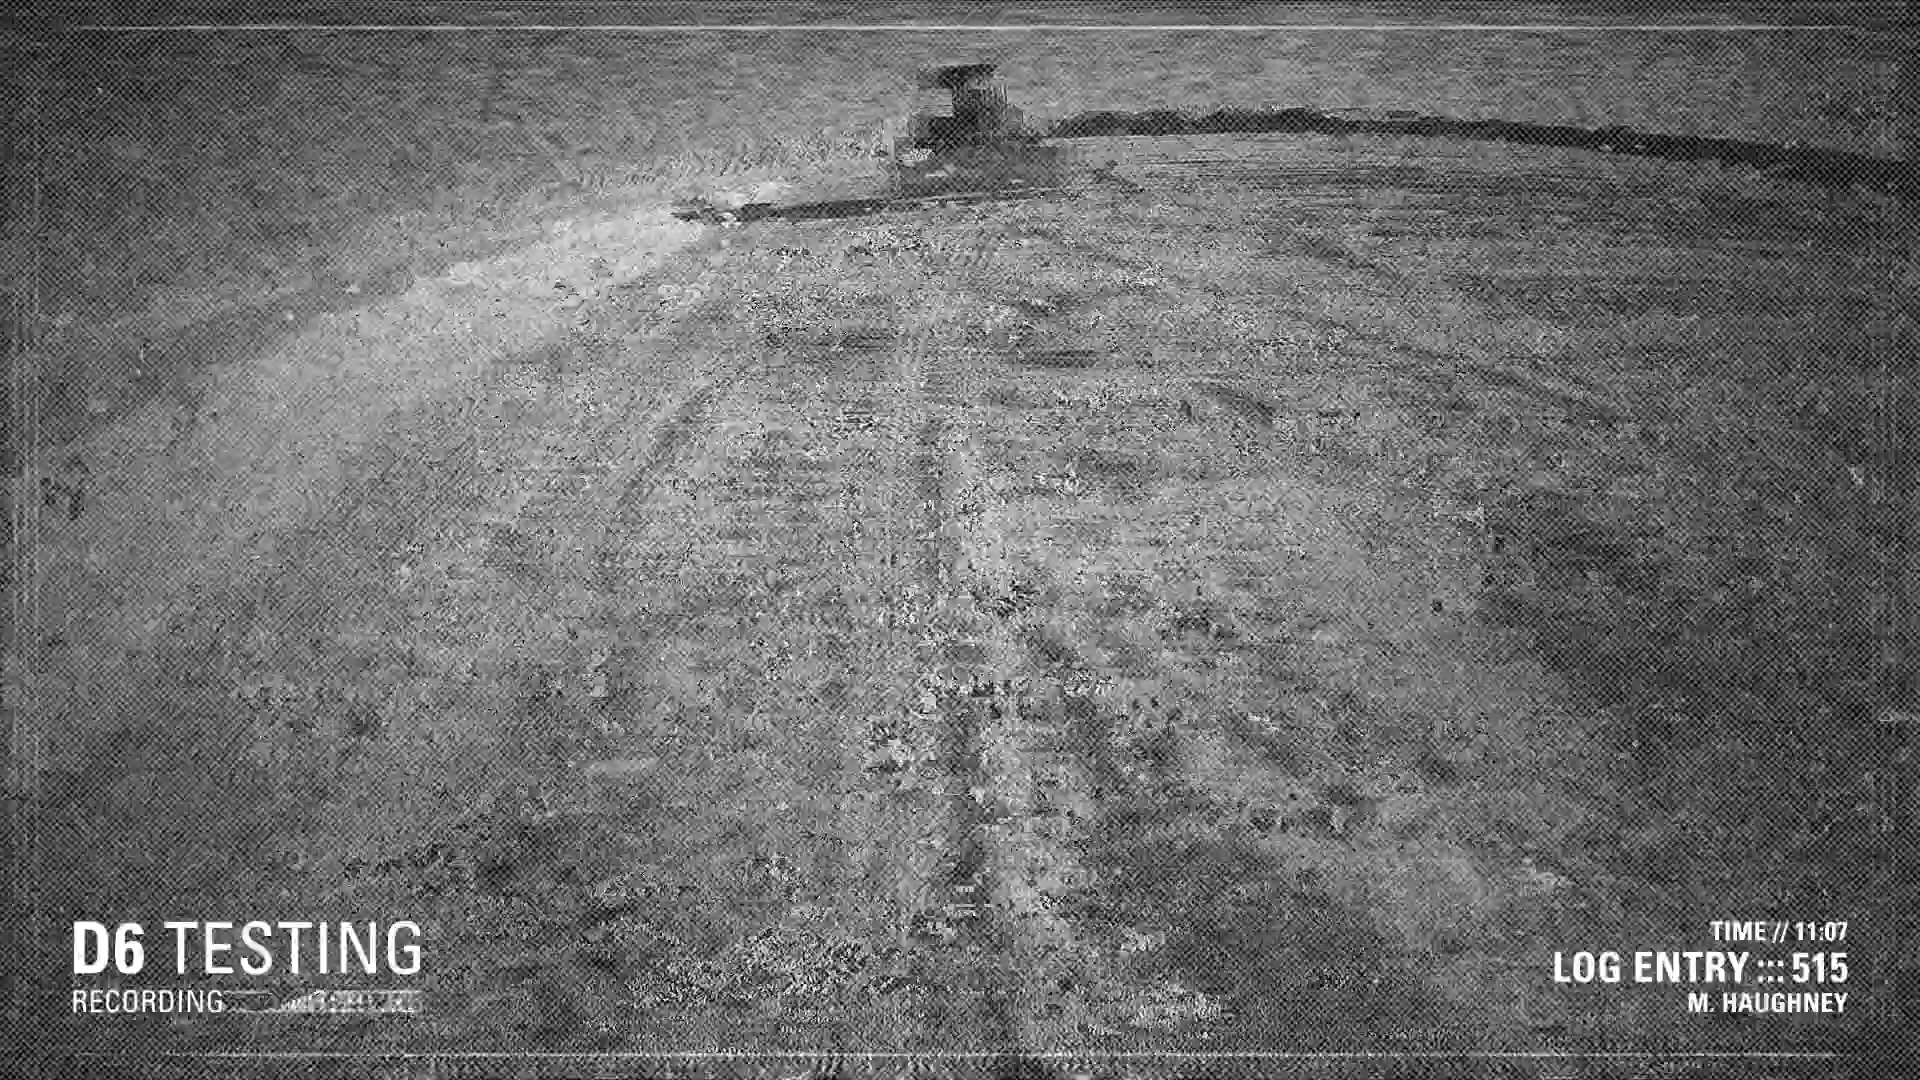 D6 TESTING
RECORDING
TIME // 11:07
LOG ENTRY ::: 515
M. HAUGHNEY